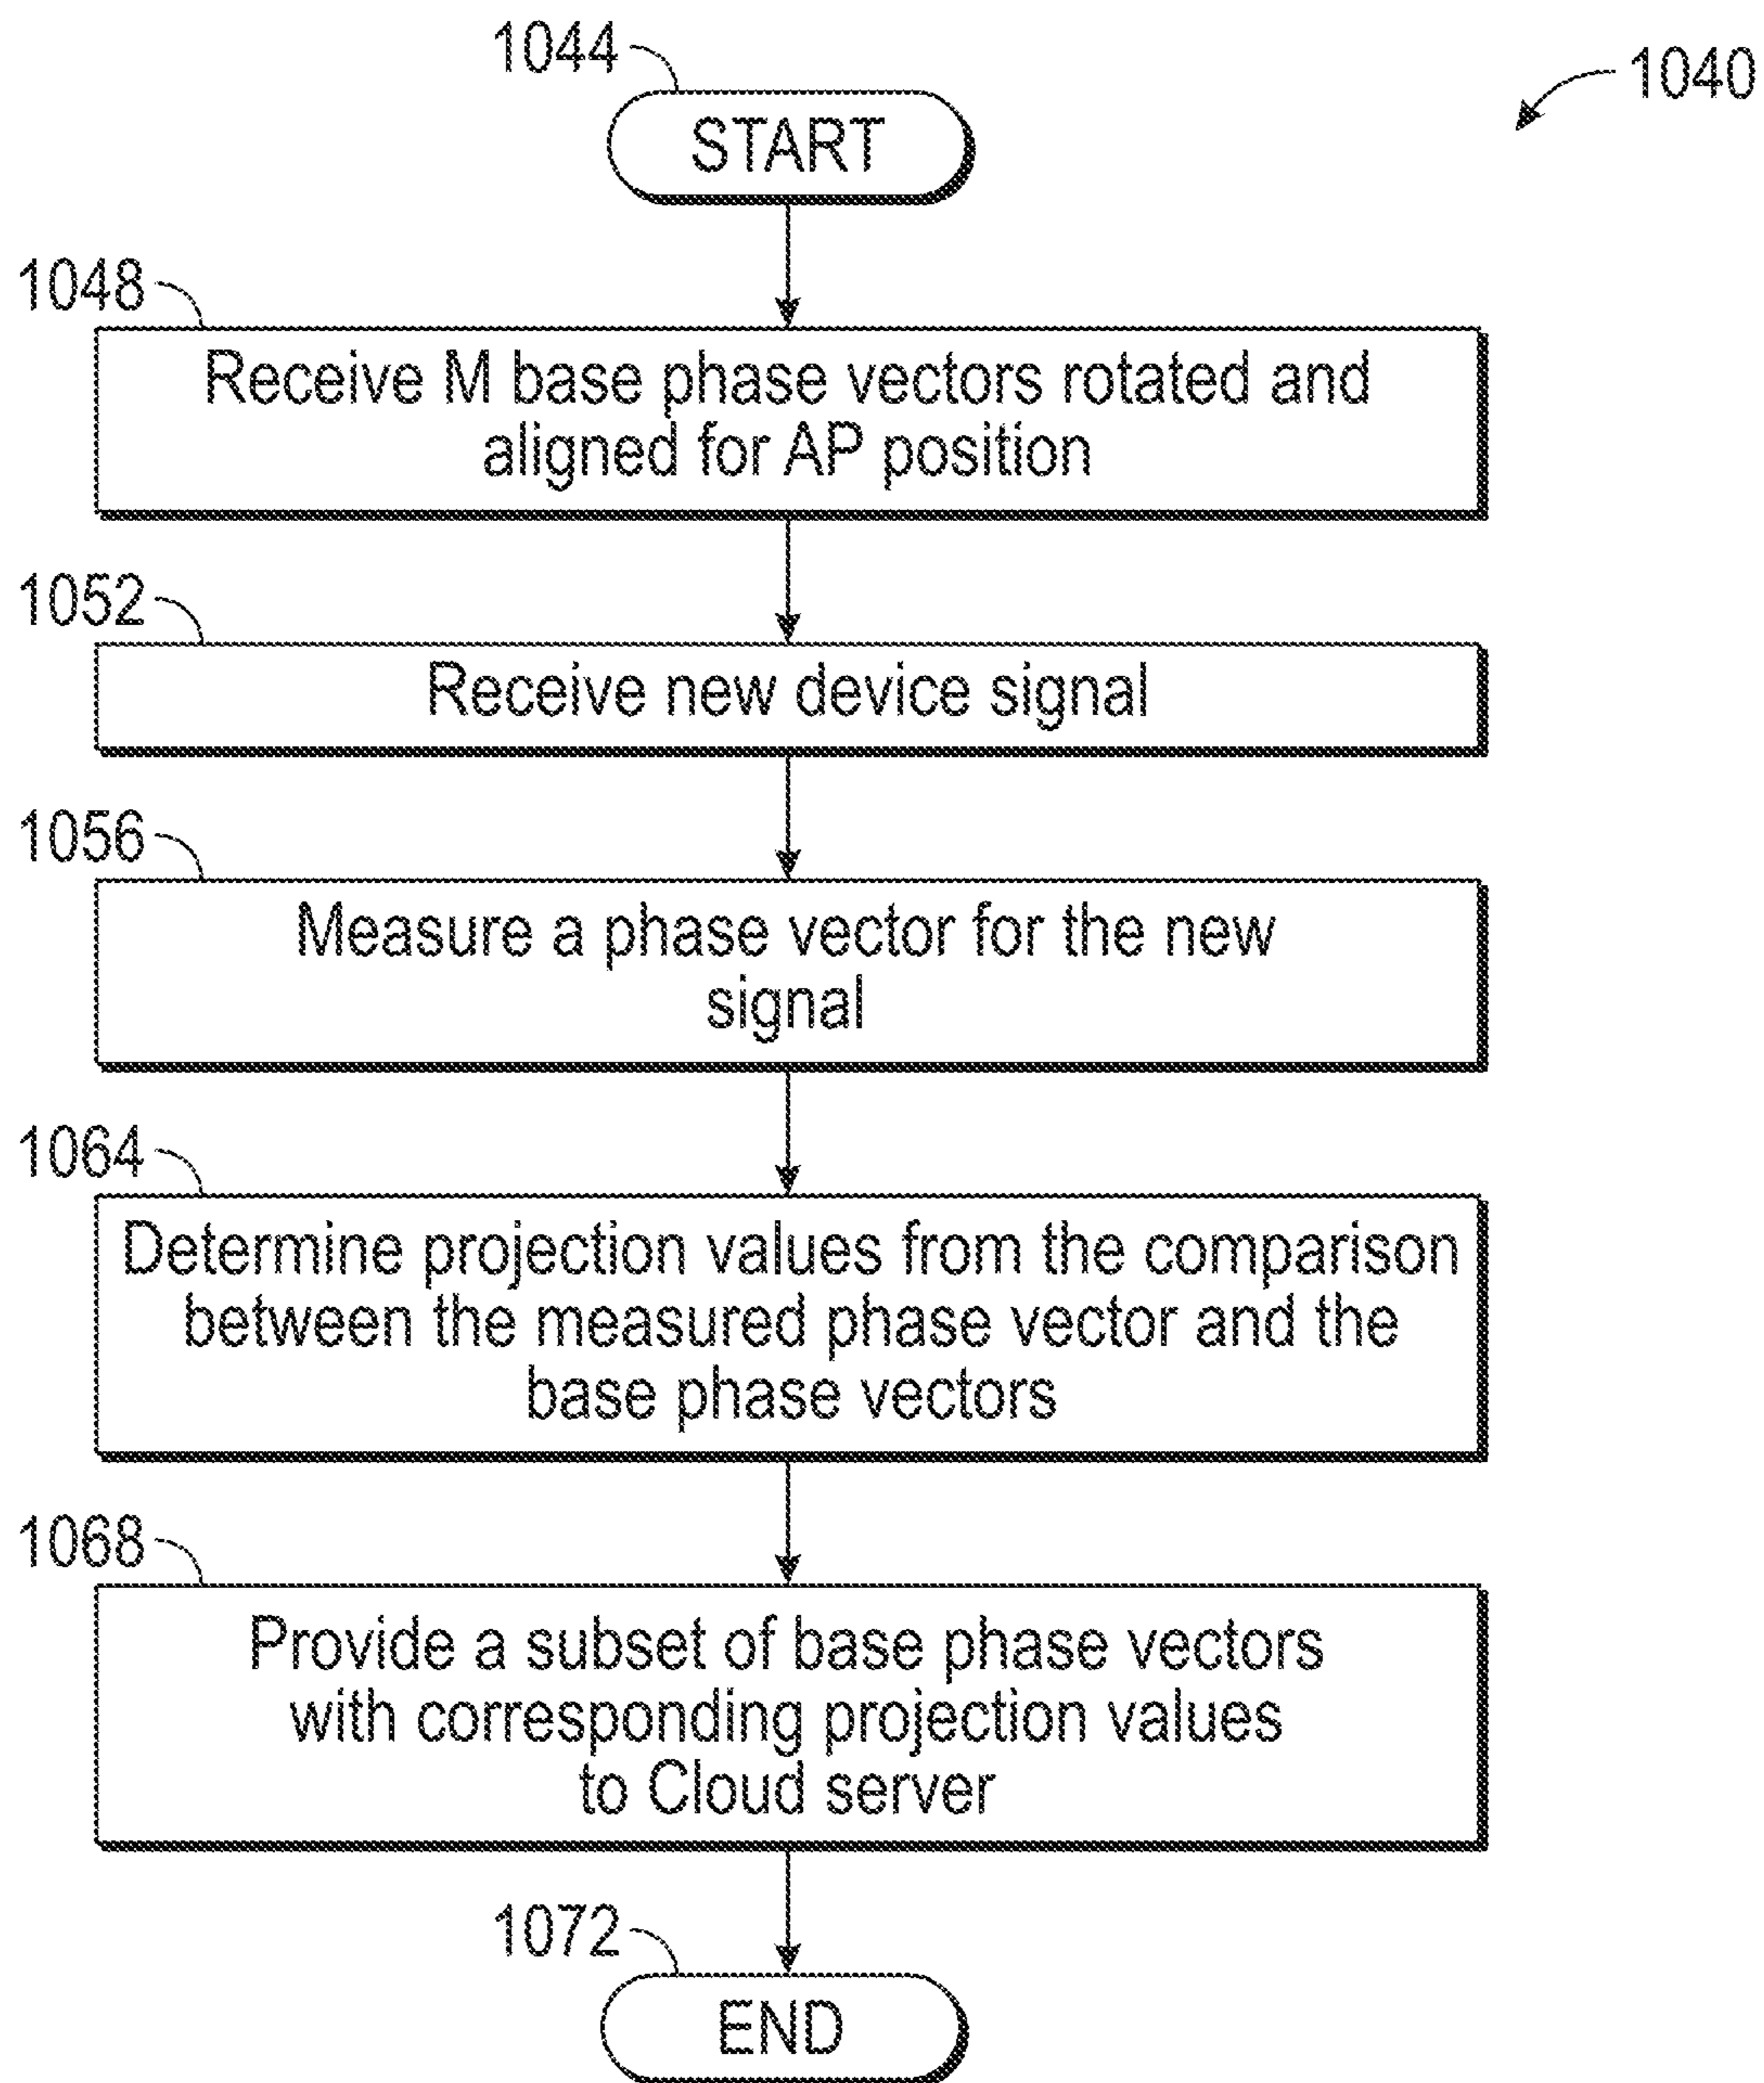 1044
1040
START
1048
Receive M base phase vectors rotated and
aligned for AP position
1052
Receive new device signal
1056
Measure a phase vector for the new
signal
1064
Determine projection values from the comparison
between the measured phase vector and the
base phase vectors
1068
Provide a subset of base phase vectors
with corresponding projection values
to Cloud server
1072
END